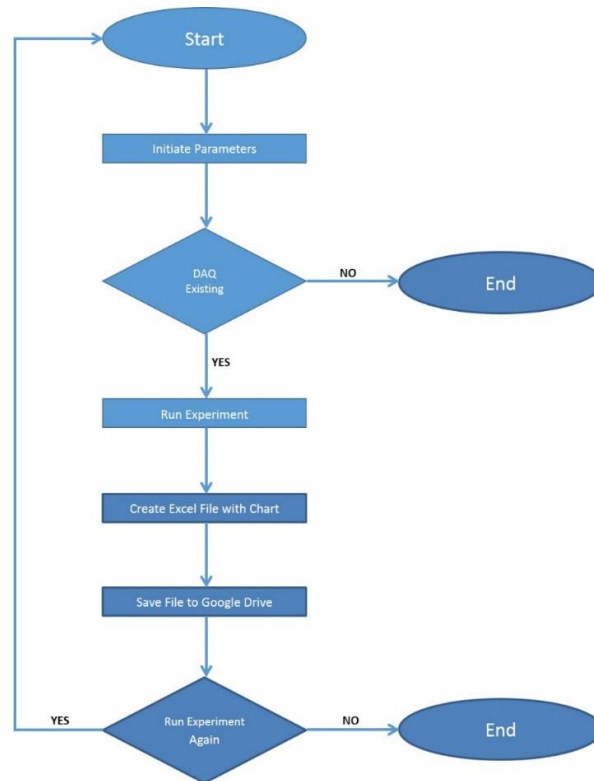 Start
Initiate Parameters
DAQ
Existing
NO
End
YES
Run Experiment
Create Excel File with Chart
Save File to Google Drive
YES
Run Experiment
Again
NO
End